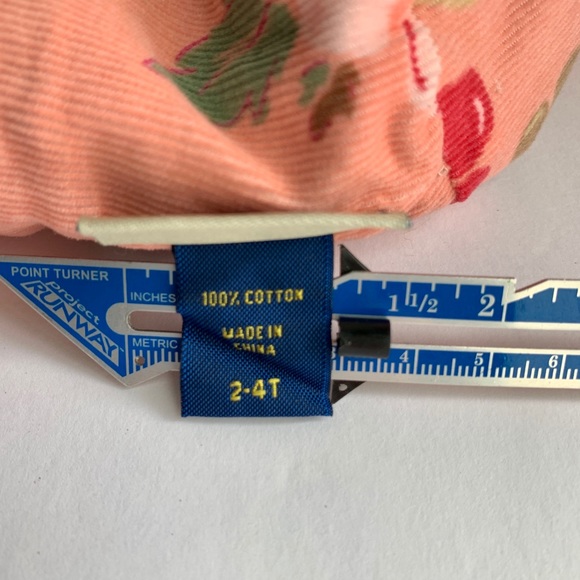 POINT TURNER
project
RUNWAY
INCHES
1 1/2 2
METRIC
4 5 6
100% COTTON
MADE IN
CHINA
2-4T